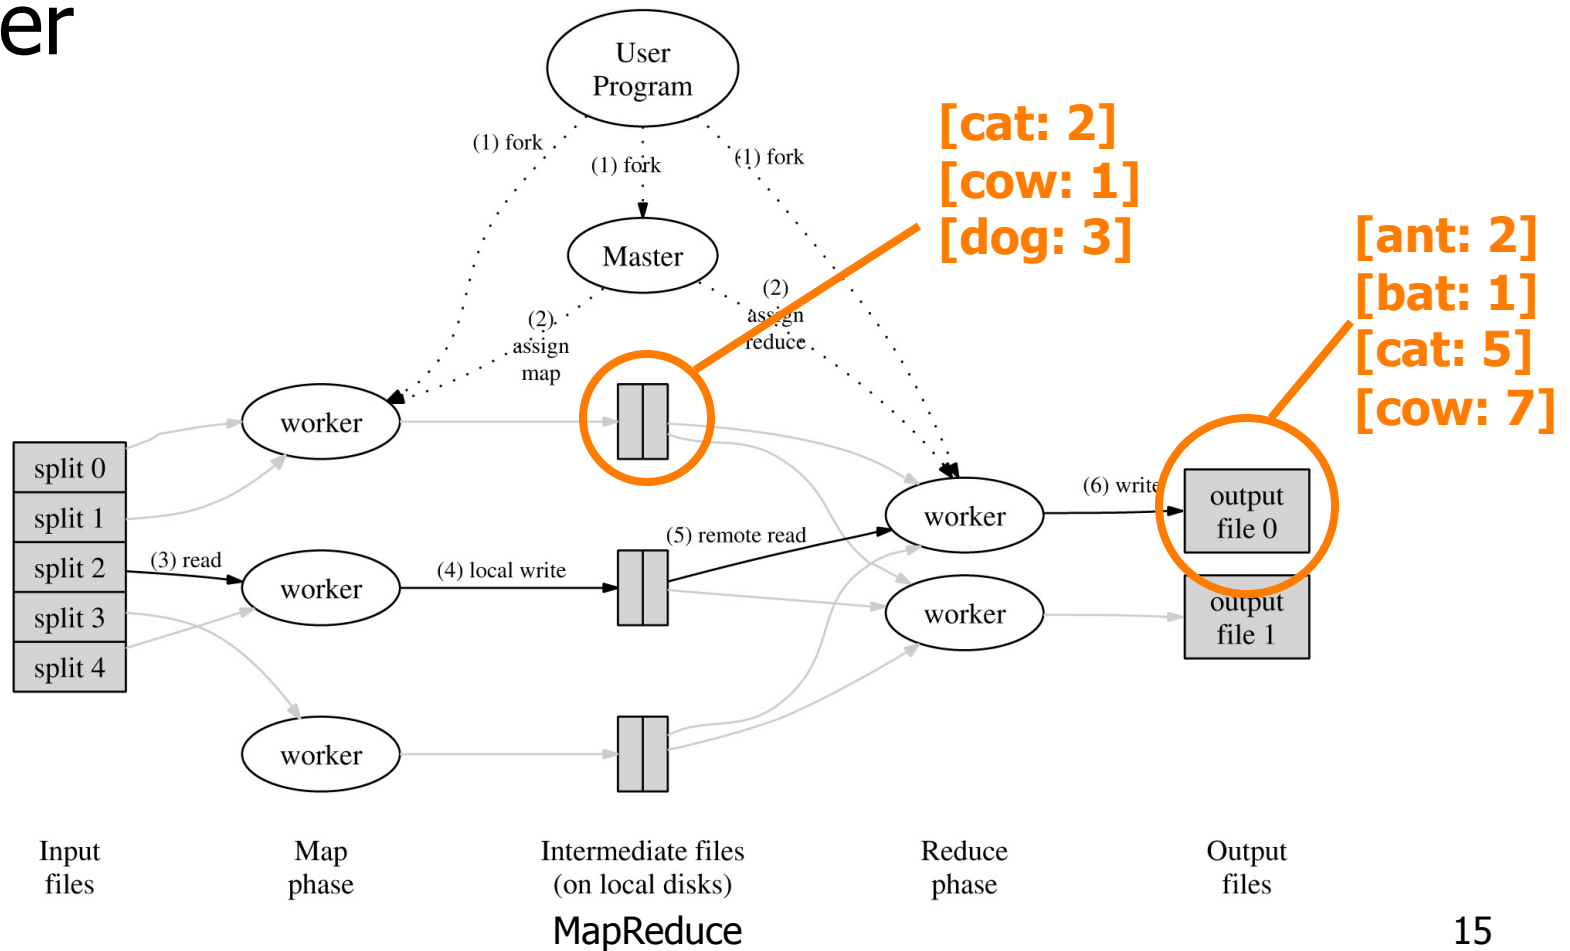 er
User
Program
(1) fork
(1) fork
(1) fork
[cat: 2]
[cow: 1]
[dog: 3]
[ant: 2]
[bat: 1]
[cat: 5]
[cow: 7]
Master
(2)
assign
map
(2)
assign
reduce
worker
split 0
split 1
split 2
split 3
split 4
(3) read
worker
(4) local write
(5) remote read
worker
worker
worker
(6) write
output
file 0
output
file 1
Input
files
Map
phase
Intermediate files
(on local disks)
Reduce
phase
Output
files
MapReduce
15